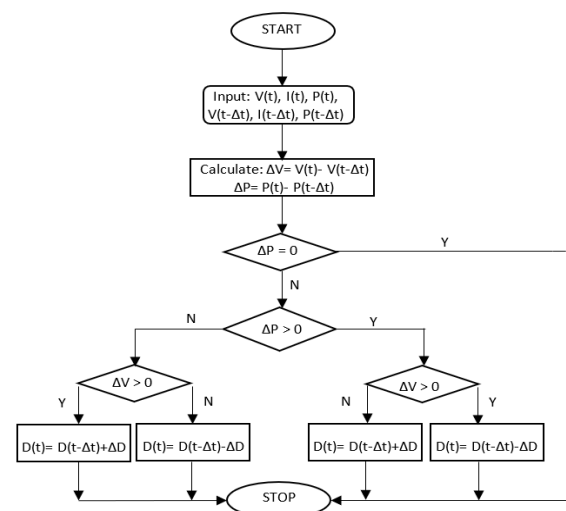 START
Input: V(t), I(t), P(t),
V(t-Δt), I(t-Δt), P(t-Δt)
Calculate: ΔV= V(t)- V(t-Δt)
ΔP= P(t)- P(t-Δt)
ΔP = 0
Y
N
ΔP > 0
N
Y
ΔV > 0
ΔV > 0
Y
N
N
Y
D(t)= D(t-Δt)+ΔD
D(t)= D(t-Δt)-ΔD
D(t)= D(t-Δt)+ΔD
D(t)= D(t-Δt)-ΔD
STOP